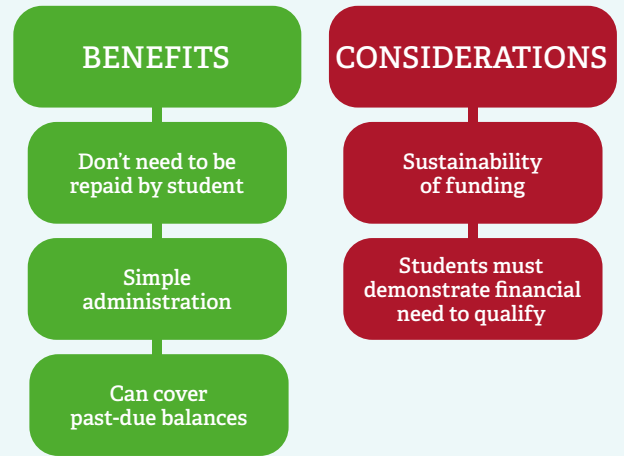 BENEFITS
Don't need to be
repaid by student
Simple
administration
Can cover
past-due balances
CONSIDERATIONS
Sustainability
of funding
Students must
demonstrate financial
need to qualify